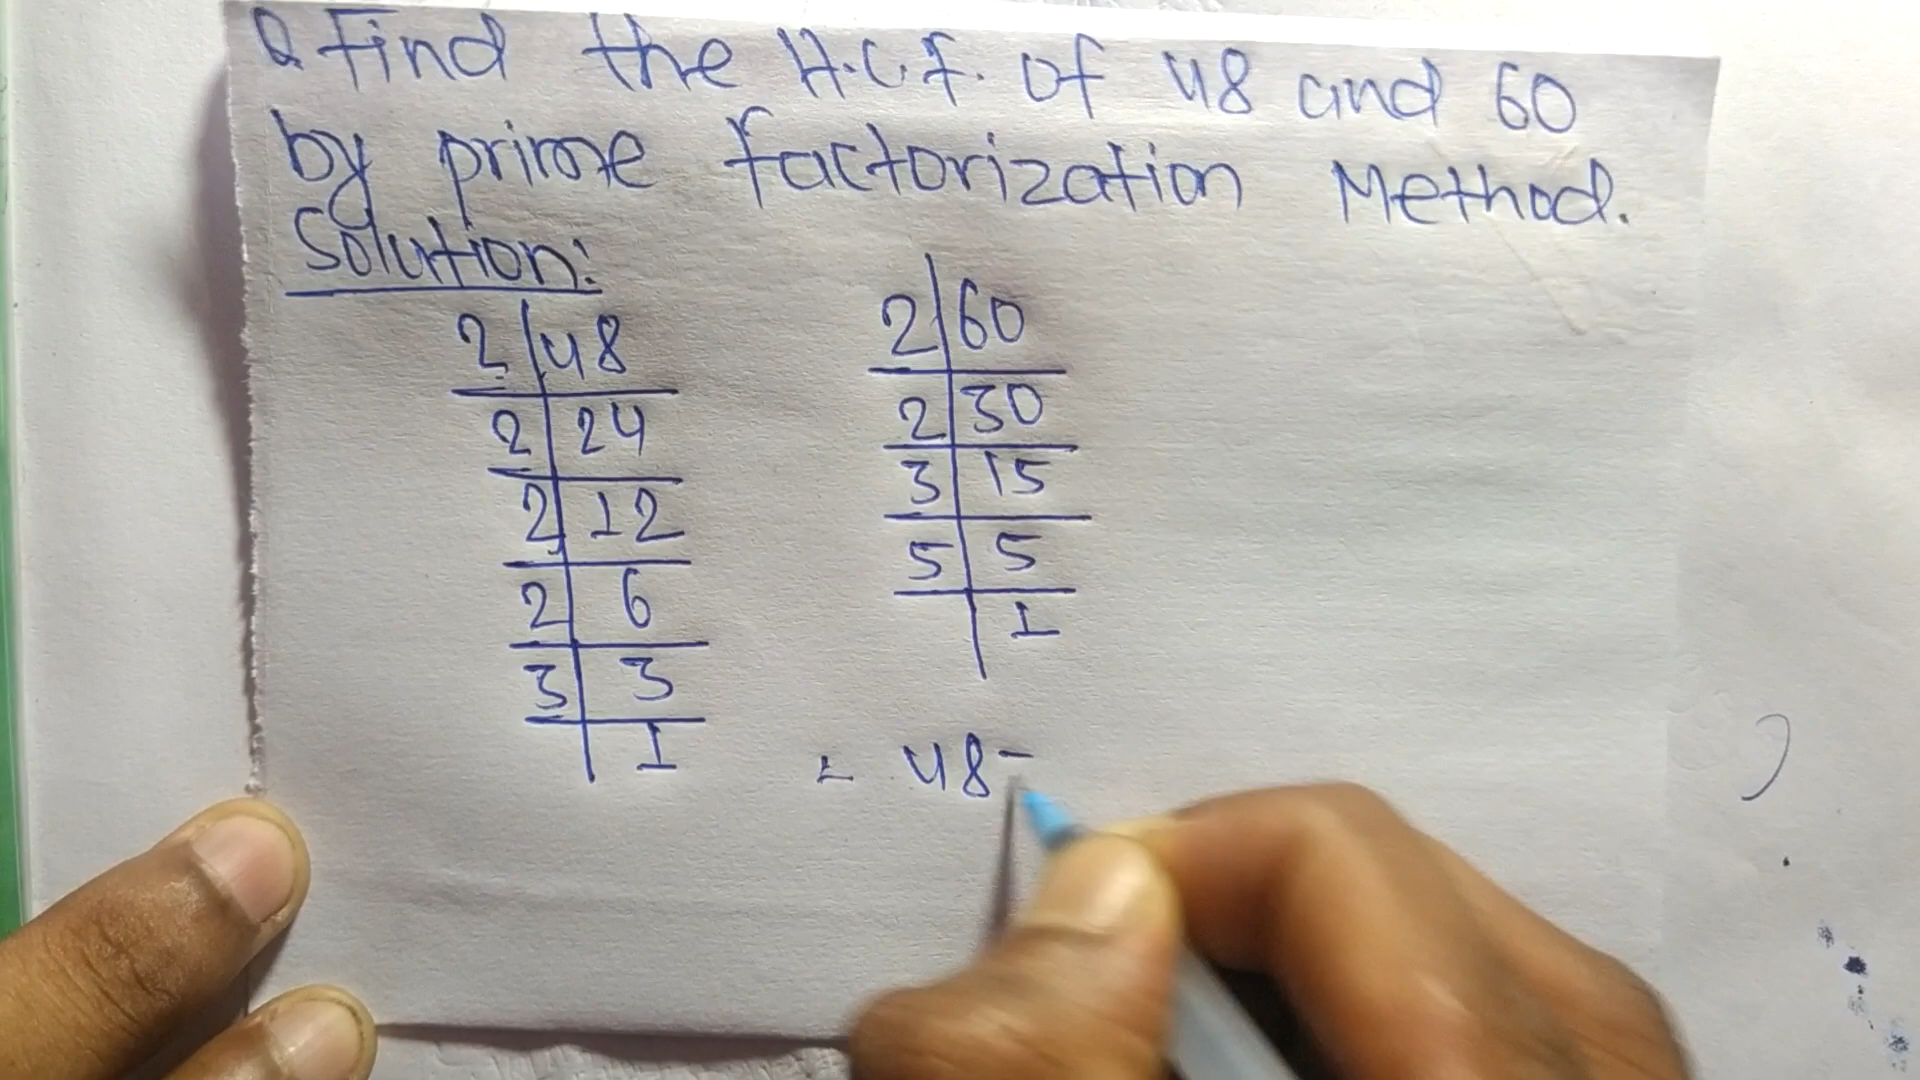 Q Find the H.C.F. of 48 and 60
by prime factorization Method.
Solution:
2 48
2 24
2 12
2 6
3 3
1
2 60
2 30
3 15
5 5
1
= 48 -